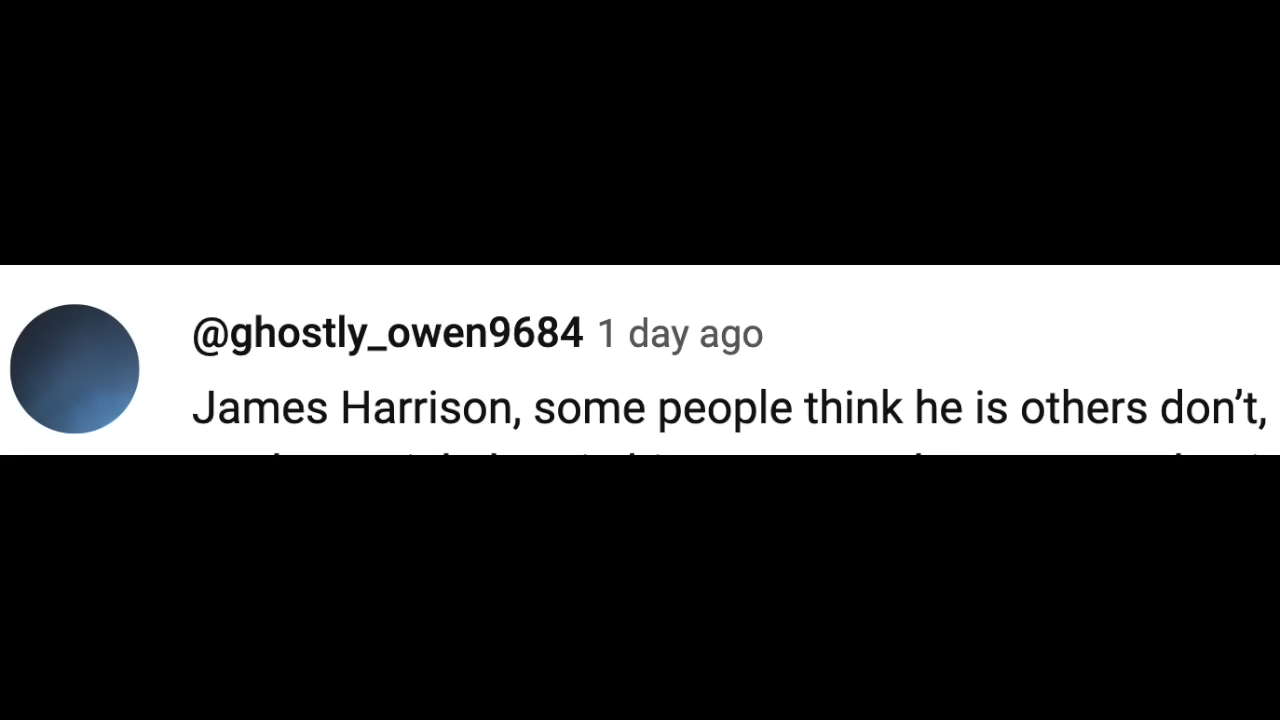 @ghostly_owen9684 1 day ago
James Harrison, some people think he is others don’t,